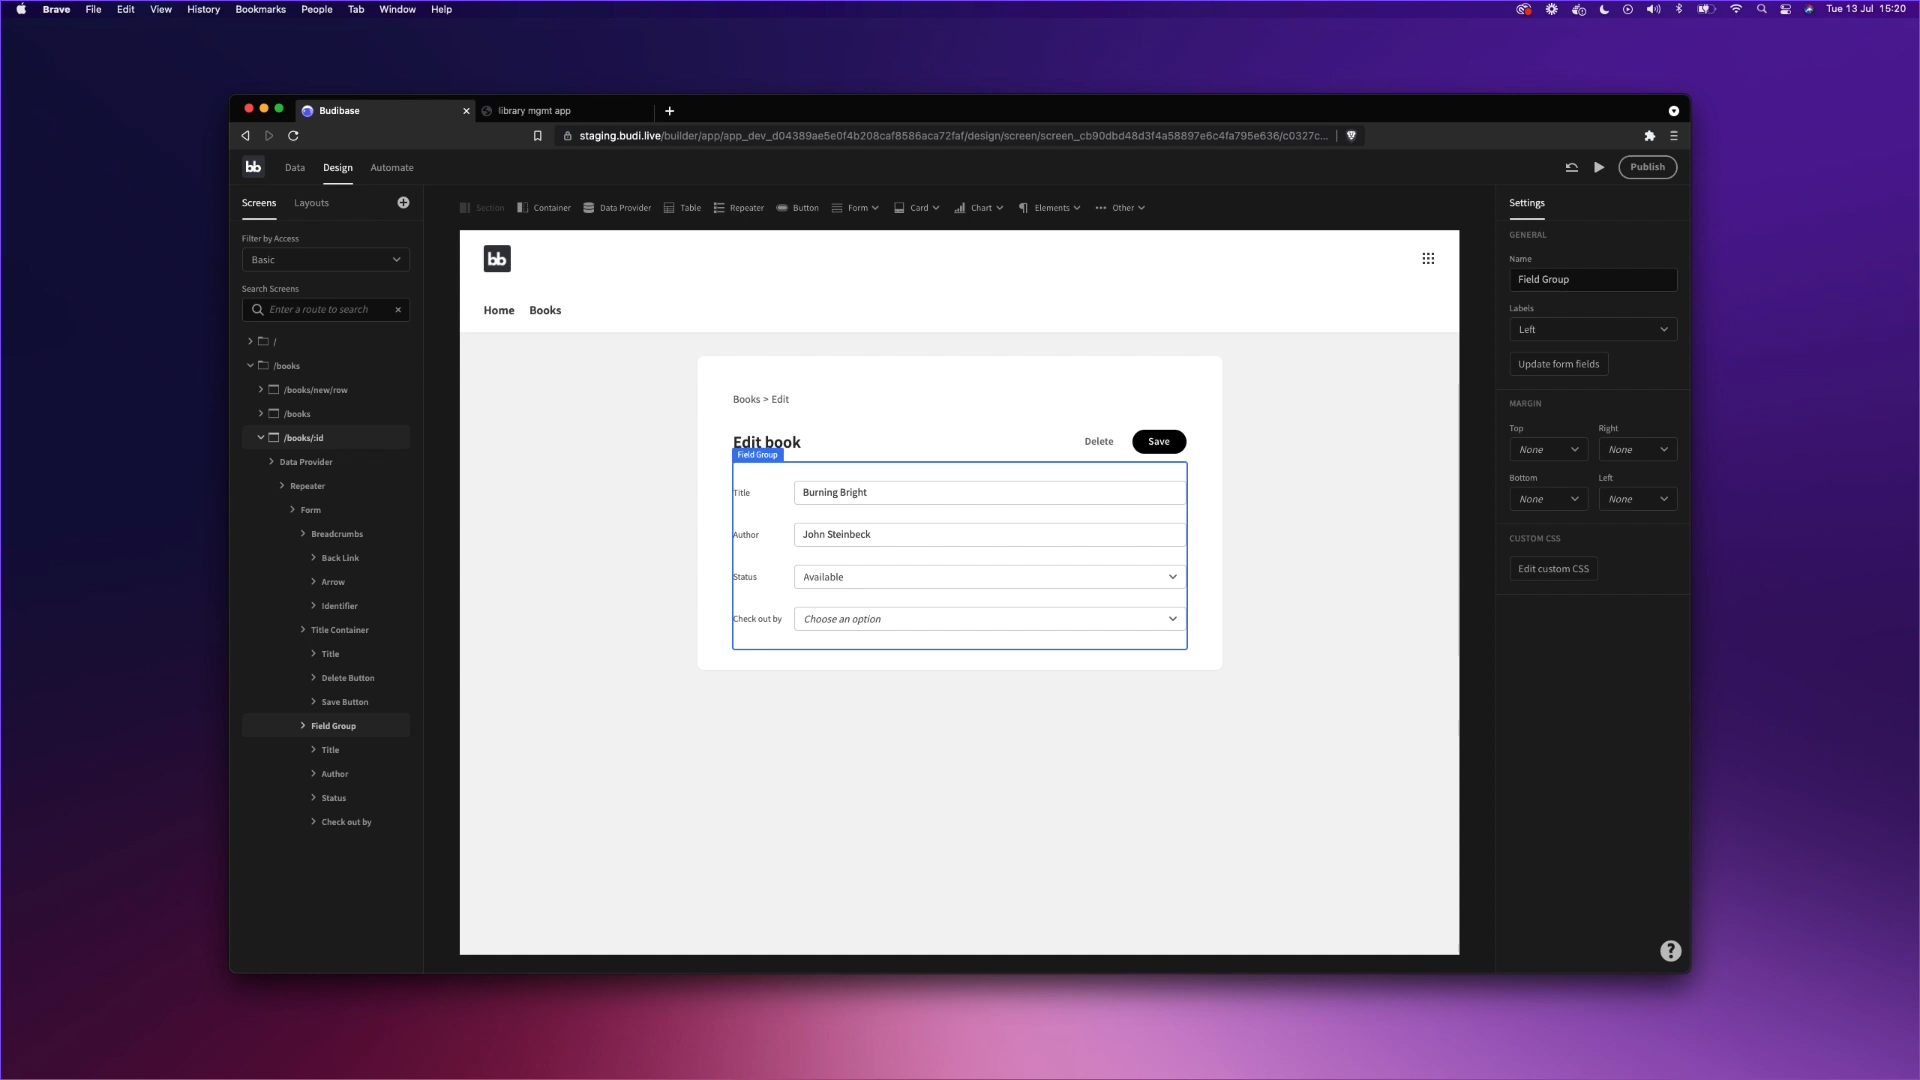 Brave File Edit View History Bookmarks People Tab Window Help
Tue 13 Jul 15:20
Budibase
library mgmt app
staging.budi.live/builder/app/app_dev_d04389ae5e0f4b208caf8586aca72faf/design/screen/screen_cb90dbd48d3f4a58897e6c4fa795e636/c0327c...
bb Data Design Automate
Publish
Screens Layouts
Section Container Data Provider Table Repeater Button Form Card Chart Elements Other
Settings
Filter by Access
Basic
Search Screens
Enter a route to search
/
/books
/books/new/row
/books
/books/:id
Data Provider
Repeater
Form
Breadcrumbs
Back Link
Arrow
Identifier
Title Container
Title
Delete Button
Save Button
Field Group
Title
Author
Status
Check out by
bb
Home Books
Books > Edit
Edit book
Delete Save
Field Group
Title Burning Bright
Author John Steinbeck
Status Available
Check out by Choose an option
GENERAL
Name
Field Group
Labels
Left
Update form fields
MARGIN
Top Right
None None
Bottom Left
None None
CUSTOM CSS
Edit custom CSS
?